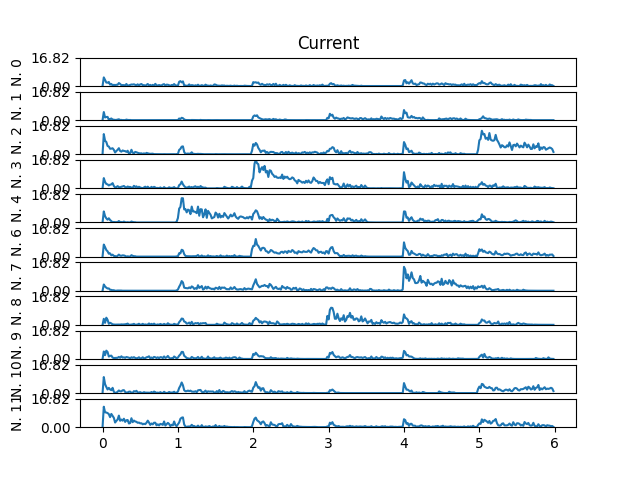 Current
16.82
0.00
N. 0
16.82
0.00
N. 1
16.82
0.00
N. 2
16.82
0.00
N. 3
16.82
0.00
N. 4
16.82
0.00
N. 6
16.82
0.00
N. 7
16.82
0.00
N. 8
16.82
0.00
N. 9
16.82
0.00
N. 10
16.82
0.00
N. 11
0 1 2 3 4 5 6